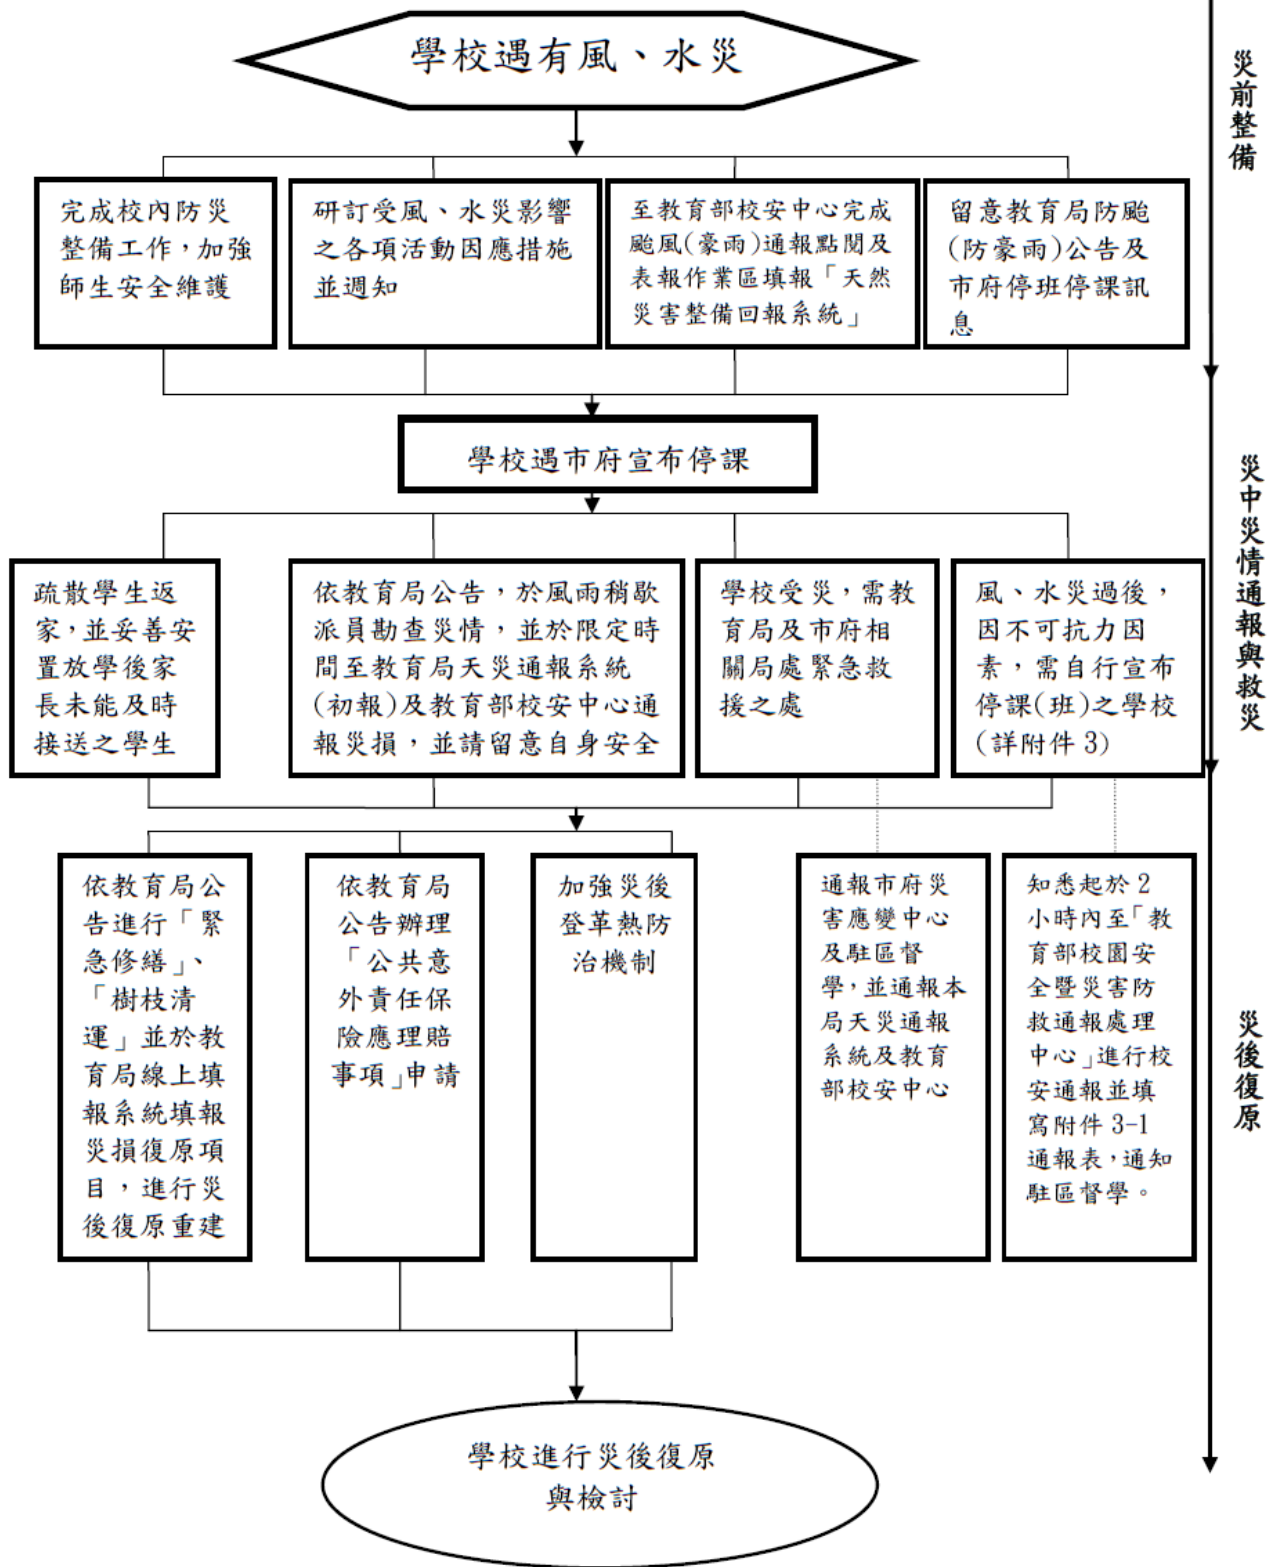 學校遇有風、水災
災前整備
完成校內防災
整備工作，加強
師生安全維護
研訂受風、水災影響
之各項活動因應措施
並週知
至教育部校安中心完成
颱風(豪雨)通報點閱及
表報作業區填報「天然
災害整備回報系統」
留意教育局防颱
(防豪雨)公告及
市府停班停課訊
息
學校遇市府宣布停課
災中災情通報與救災
疏散學生返
家，並妥善安
置放學後家
長未能及時
接送之學生
依教育局公告，於風雨稍歇
派員勘查災情，並於限定時
間至教育局天災通報系統
(初報)及教育部校安中心通
報災損，並請留意自身安全
學校受災，需教
育局及市府相
關局處緊急救
援之處
風、水災過後，
因不可抗力因
素，需自行宣布
停課(班)之學校
(詳附件 3)
依教育局公
告進行「緊
急修繕」、
「樹枝清
運」並於教
育局線上填
報系統填報
災損復原項
目，進行災
後復原重建
依教育局
公告辦理
「公共意
外責任保
險應理賠
事項」申請
加強災後
登革熱防
治機制
通報市府災
害應變中心
及駐區督
學，並通報本
局天災通報
系統及教育
部校安中心
知悉起於 2
小時內至「教
育部校園安
全暨災害防
救通報處理
中心」進行校
安通報並填
寫附件 3-1
通報表，通知
駐區督學。
災後復原
學校進行災後復原
與檢討